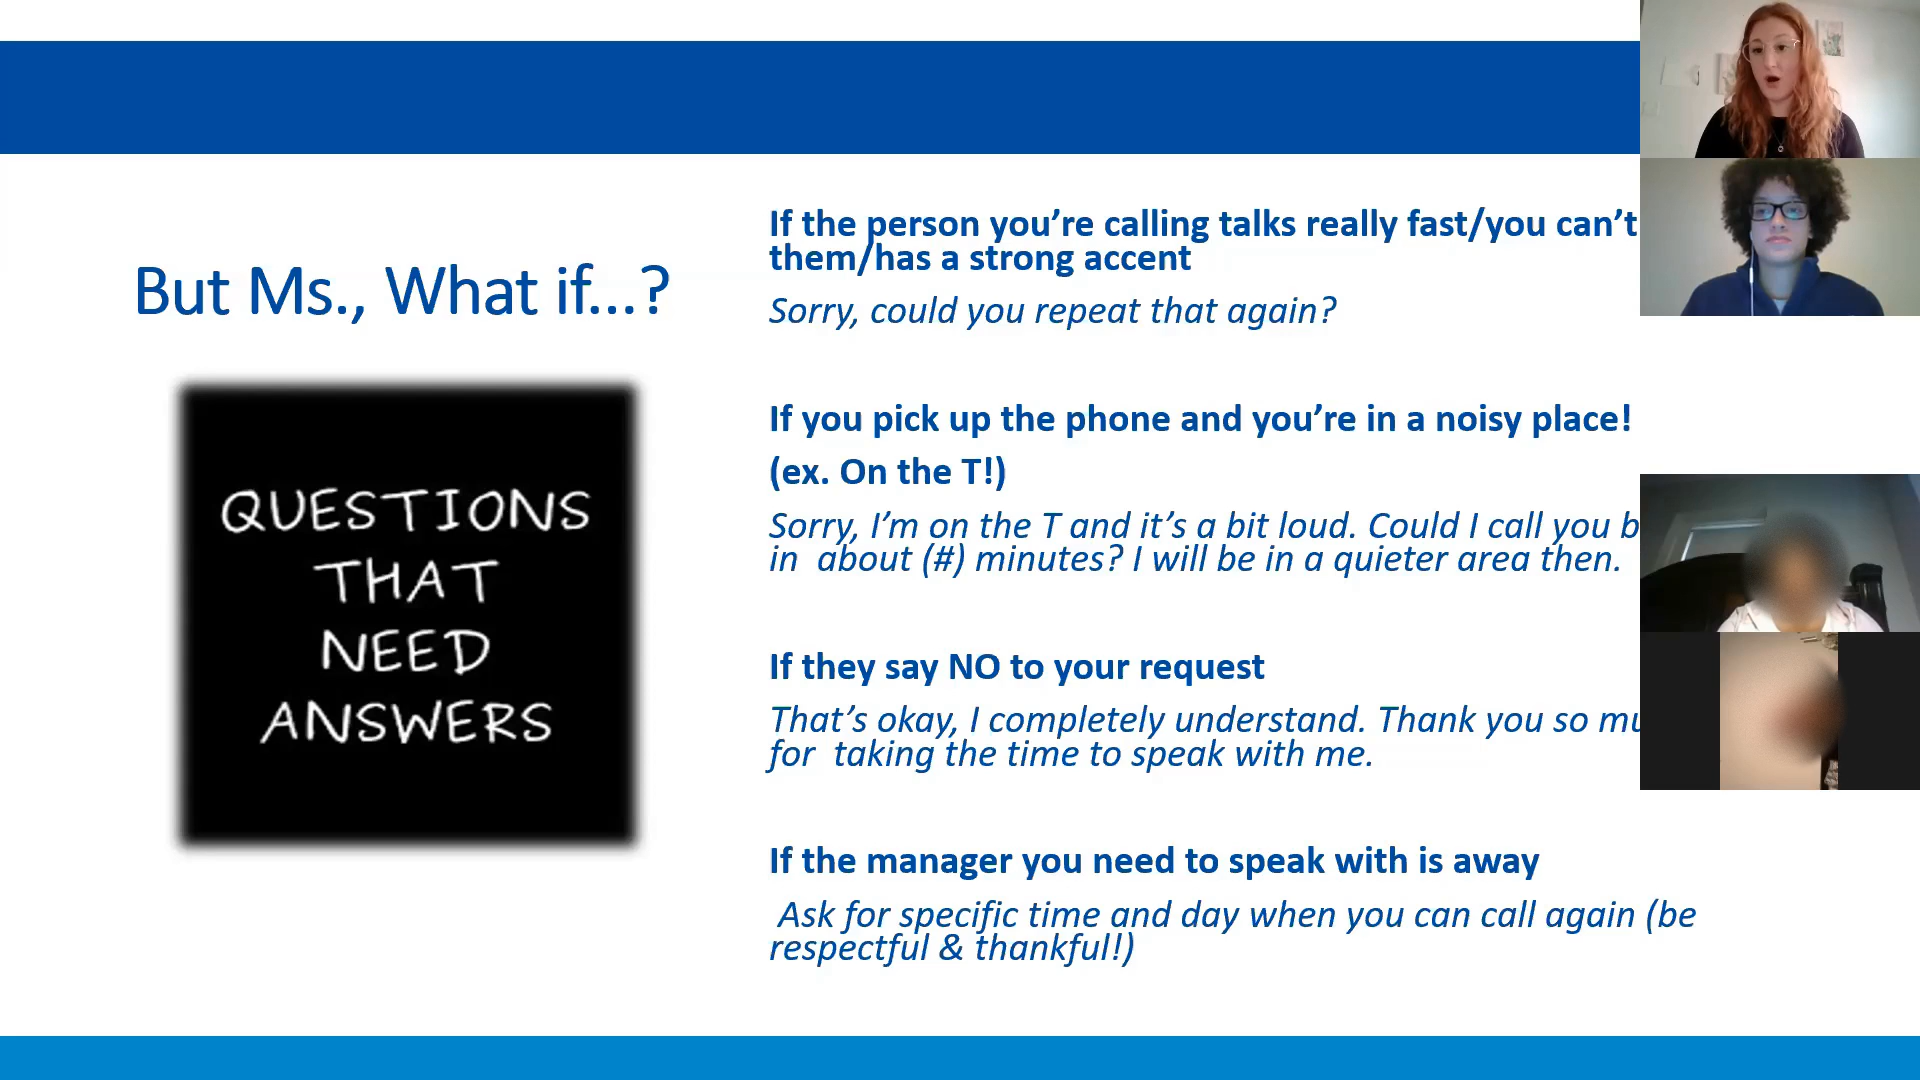 But Ms., What if...?
QUESTIONS
THAT
NEED
ANSWERS
If the person you’re calling talks really fast/you can’t
them/has a strong accent
Sorry, could you repeat that again?
If you pick up the phone and you’re in a noisy place!
(ex. On the T!)
Sorry, I’m on the T and it’s a bit loud. Could I call you
in about (#) minutes? I will be in a quieter area then.
If they say NO to your request
That’s okay, I completely understand. Thank you so
for taking the time to speak with me.
If the manager you need to speak with is away
Ask for specific time and day when you can call again (be
respectful & thankful!)